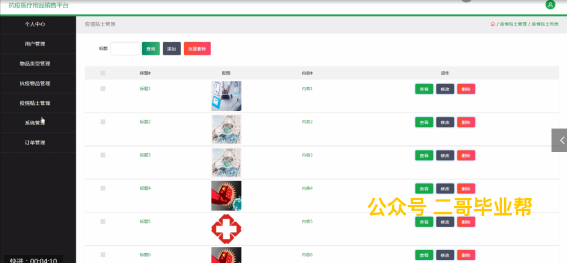 抗疫医疗用品销售平台
个人中心
疫情贴士管理
/ 疫情贴士管理 / 疫情贴士列表
用户管理
标题 查询 添加 批量删除
物品类型管理
标题 配图 内容 操作
抗疫物品管理
标题1 内容1 查看 修改 删除
疫情贴士管理
系统管理
标题2 内容2 查看 修改 删除
订单管理
标题3 内容3 查看 修改 删除
标题4 内容4 查看 修改 删除
公众号 二哥毕业帮
标题5 内容5 查看 修改 删除
标题6 内容6 查看 修改 删除
快进：00:04:10